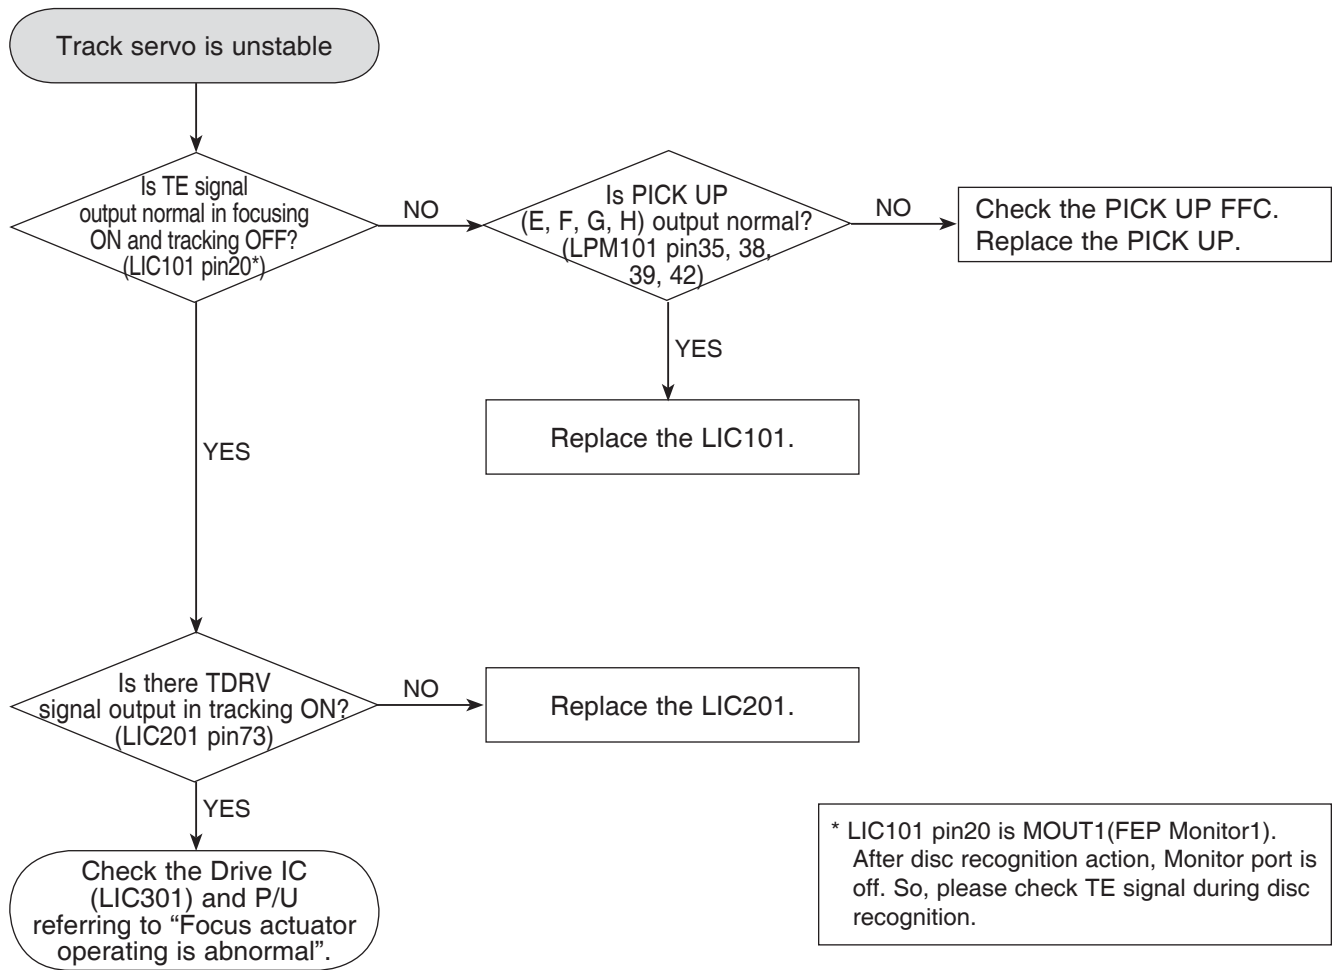 Track servo is unstable
Is TE signal
output normal in focusing
ON and tracking OFF?
(LIC101 pin20*)
NO
Is PICK UP
(E, F, G, H) output normal?
(LPM101 pin35, 38,
39, 42)
NO
Check the PICK UP FFC.
Replace the PICK UP.
YES
Replace the LIC101.
YES
Is there TDRV
signal output in tracking ON?
(LIC201 pin73)
NO
Replace the LIC201.
YES
Check the Drive IC
(LIC301) and P/U
referring to “Focus actuator
operating is abnormal”.
* LIC101 pin20 is MOUT1(FEP Monitor1).
After disc recognition action, Monitor port is
off. So, please check TE signal during disc
recognition.